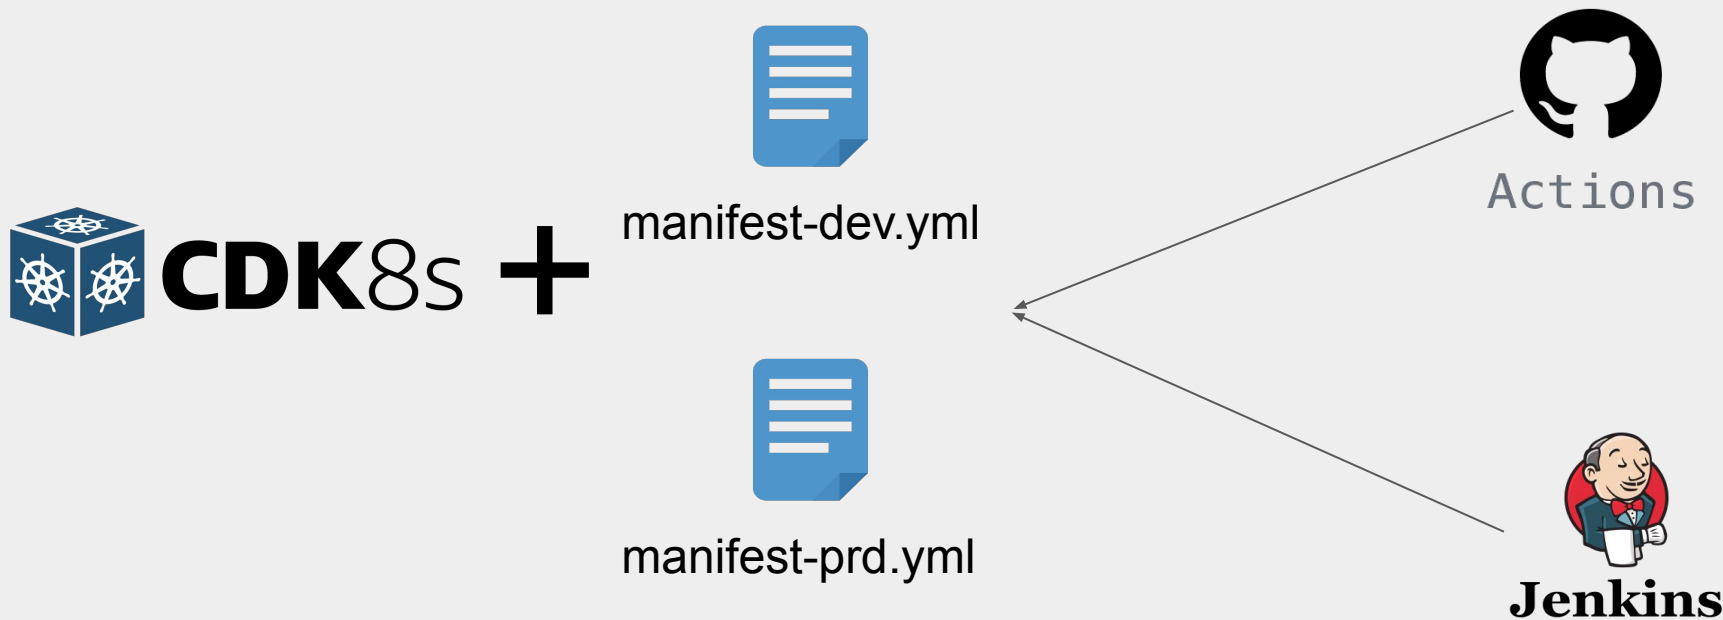 manifest-dev.yml
Actions
CDK8s +
manifest-prd.yml
Jenkins